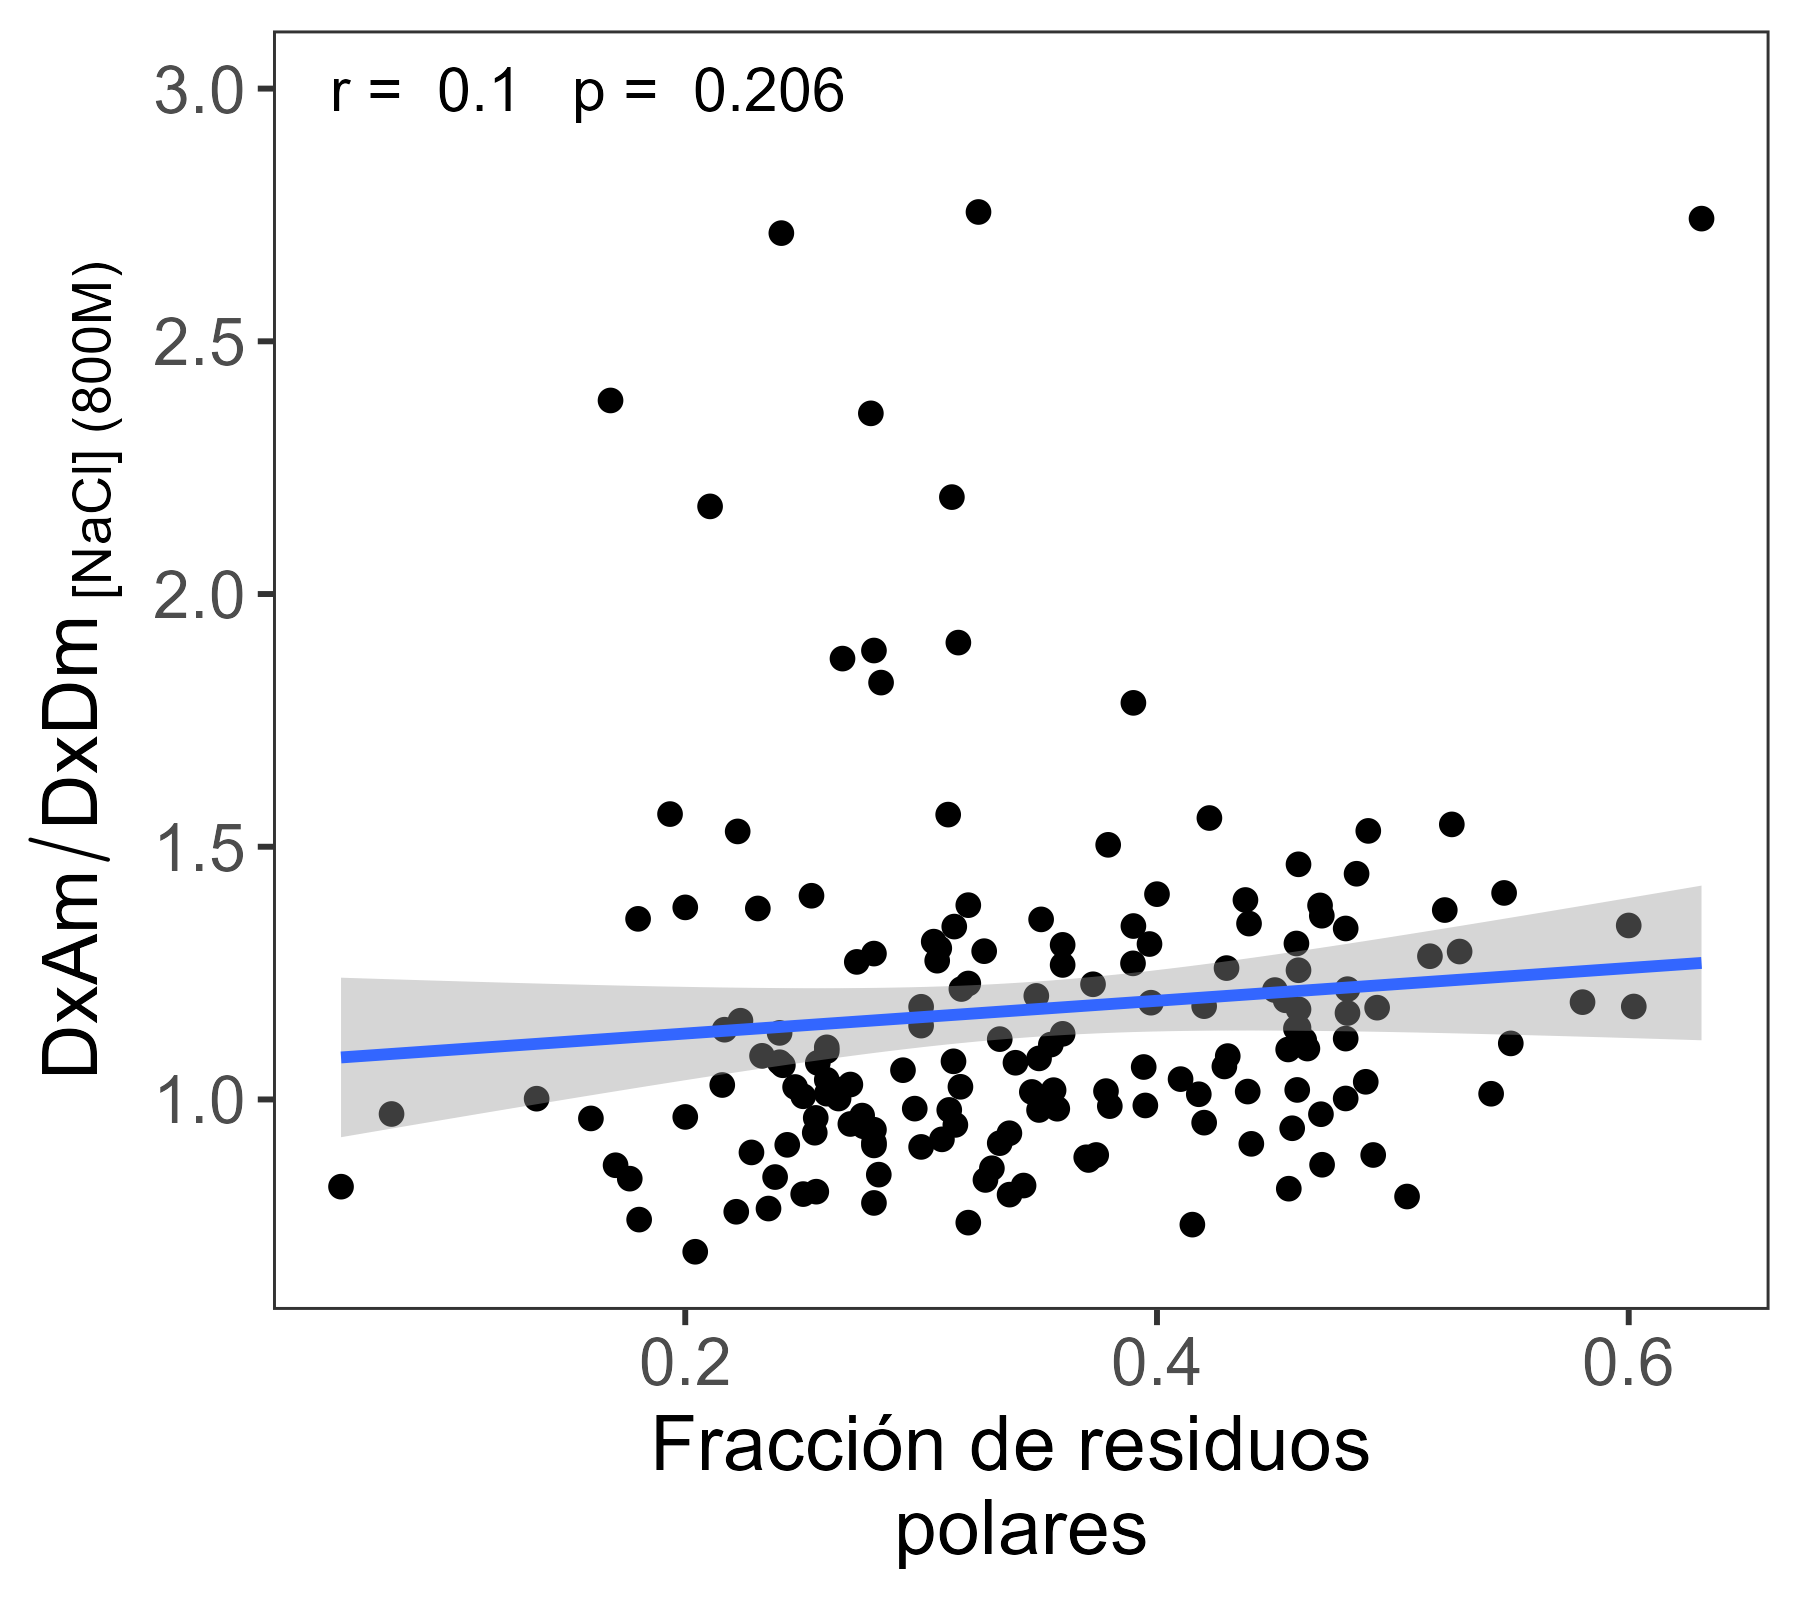 r = 0.1 p = 0.206
3.0
2.5
2.0
1.5
1.0
DxAm/DxDm [NaCl] (800M)
0.2 0.4 0.6
Fracción de residuos
polares